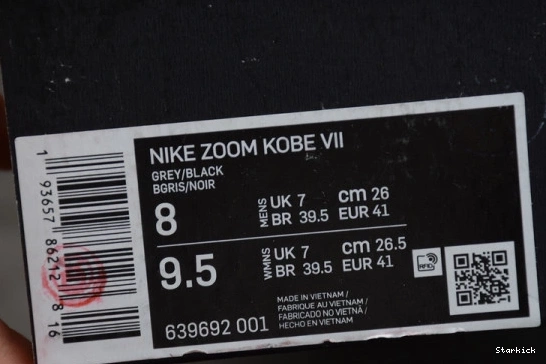 NIKE ZOOM KOBE VII
GREY/BLACK
BGRIS/NOIR
8
MENS
UK 7 cm 26
BR 39.5 EUR 41
9.5
WMNS
UK 7 cm 26.5
BR 39.5 EUR 41
RFID
MADE IN VIETNAM /
FABRIQUE AU VIETNAM /
FABRICADO NO VIETNÃ /
HECHO EN VIETNAM
639692 001
1 93657 86212 8 16
Starkick